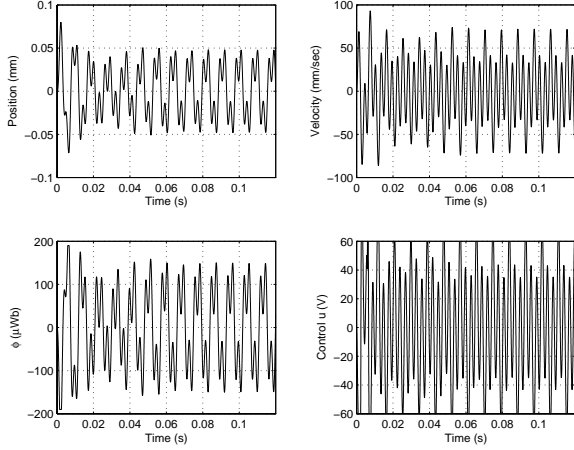 0.1
0.05
0
−0.05
−0.1
Position (mm)
0 0.02 0.04 0.06 0.08 0.1
Time (s)
100
50
0
−50
−100
Velocity (mm/sec)
0 0.02 0.04 0.06 0.08 0.1
Time (s)
200
100
0
−100
−200
ϕ (μWb)
0 0.02 0.04 0.06 0.08 0.1
Time (s)
60
40
20
0
−20
−40
−60
Control u (V)
0 0.02 0.04 0.06 0.08 0.1
Time (s)